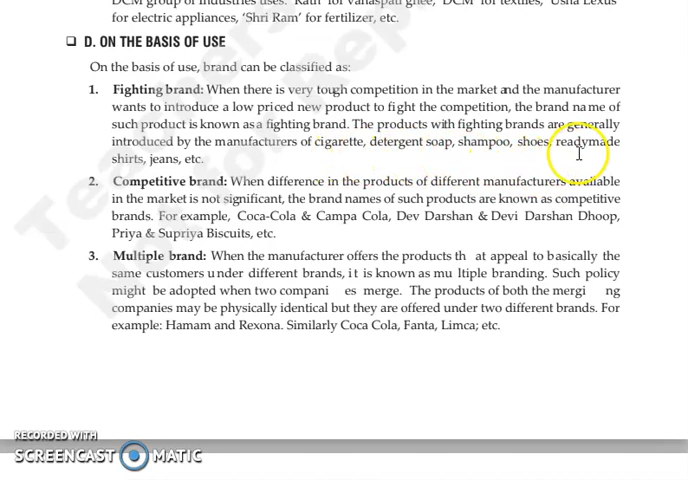 DCM group of industries uses. 'Rath' for vanaspati ghee, 'DCM' for textiles, 'Usha Lexus'
for electric appliances, 'Shri Ram' for fertilizer, etc.
❑ D. ON THE BASIS OF USE
On the basis of use, brand can be classified as:
1. Fighting brand: When there is very tough competition in the market and the manufacturer
wants to introduce a low priced new product to fight the competition, the brand name of
such product is known as a fighting brand. The products with fighting brands are generally
introduced by the manufacturers of cigarette, detergent soap, shampoo, shoes, readymade
shirts, jeans, etc.
2. Competitive brand: When difference in the products of different manufacturers available
in the market is not significant, the brand names of such products are known as competitive
brands. For example, Coca-Cola & Campa Cola, Dev Darshan & Devi Darshan Dhoop,
Priya & Supriya Biscuits, etc.
3. Multiple brand: When the manufacturer offers the products th at appeal to basically the
same customers under different brands, it is known as mu ltiple branding. Such policy
might be adopted when two compani es merge. The products of both the mergi ng
companies may be physically identical but they are offered under two different brands. For
example: Hamam and Rexona. Similarly Coca Cola, Fanta, Limca; etc.
RECORDED WITH
SCREENCAST MATIC